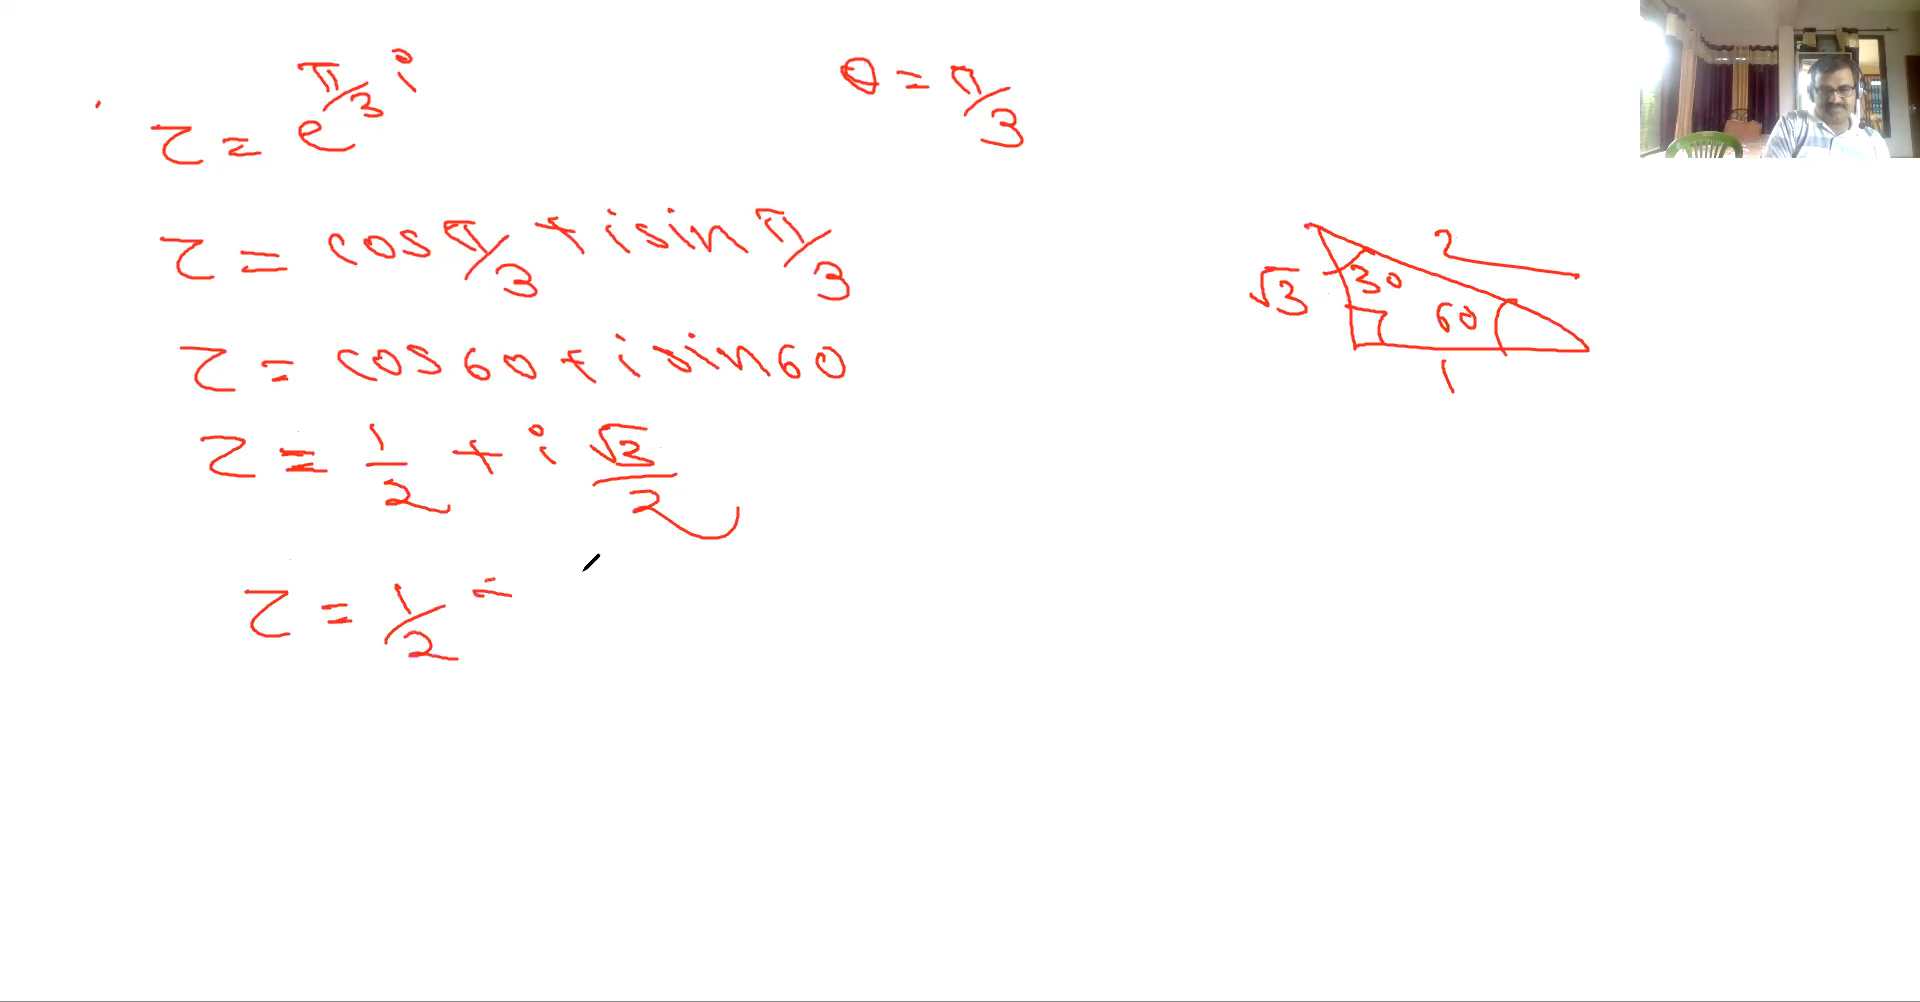 z = e^{π/3 i}
θ = π/3
z = cos π/3 + i sin π/3
z = cos 60 + i sin 60
z = 1/2 + i √3/2
z = 1/2
2
√3
30
60
1